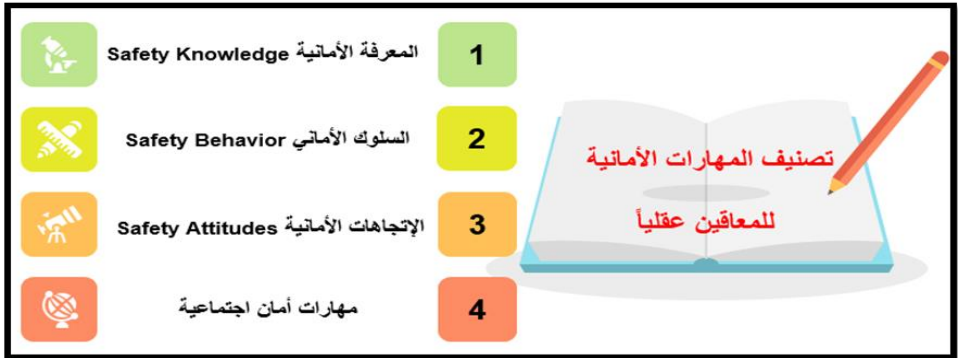 تصنيف المهارات الأمانية
للمعاقين عقلياً
1
المعرفة الأمانية Safety Knowledge
2
السلوك الأماني Safety Behavior
3
الإتجاهات الأمانية Safety Attitudes
4
مهارات أمان اجتماعية